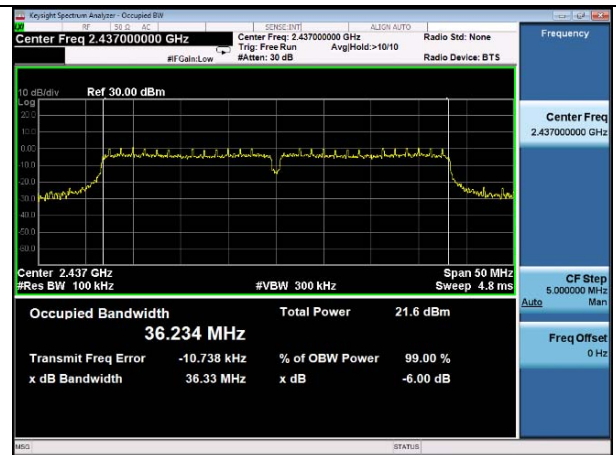 Keysight Spectrum Analyzer - Occupied BW
LXI RF 50 Ω AC SENSE:INT ALIGN AUTO
Center Freq 2.437000000 GHz
Center Freq: 2.437000000 GHz
Radio Std: None
Trig: Free Run Avg|Hold:>10/10
#IFGain:Low #Atten: 30 dB Radio Device: BTS
10 dB/div Ref 30.00 dBm
Log
20.0
10.0
0.00
-10.0
-20.0
-30.0
-40.0
-50.0
-60.0
Center 2.437 GHz Span 50 MHz
#Res BW 100 kHz #VBW 300 kHz Sweep 4.8 ms
Occupied Bandwidth Total Power 21.6 dBm
36.234 MHz
Transmit Freq Error -10.738 kHz % of OBW Power 99.00 %
x dB Bandwidth 36.33 MHz x dB -6.00 dB
MSG STATUS
Frequency
Center Freq
2.437000000 GHz
CF Step
5.000000 MHz
Auto Man
Freq Offset
0 Hz